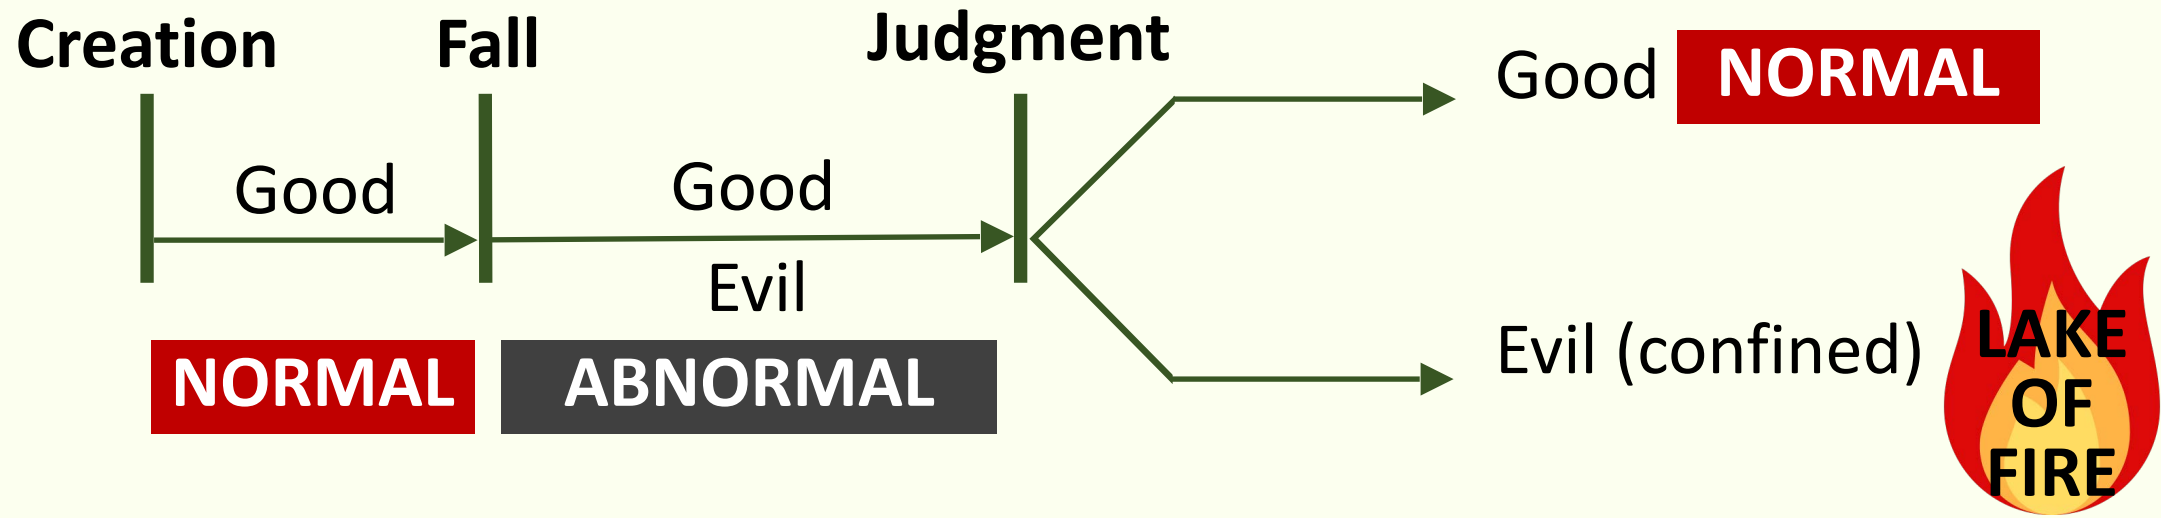 Creation Fall Judgment
Good NORMAL
Good Good
Evil
NORMAL ABNORMAL
Evil (confined)
LAKE
OF
FIRE